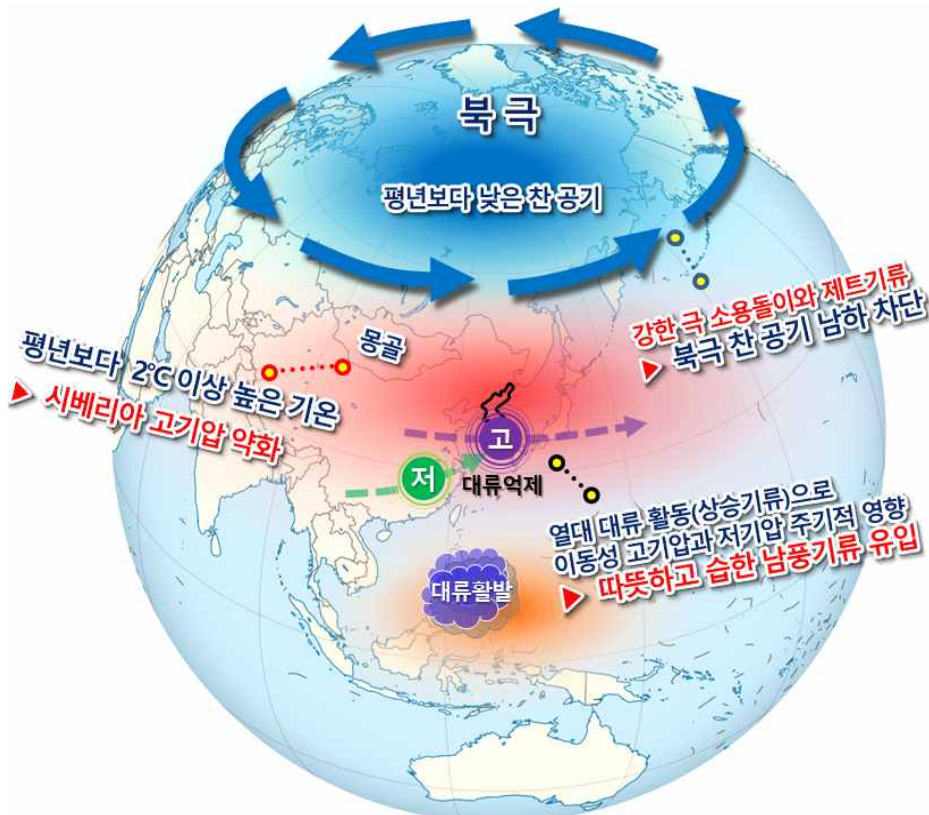 북극
평년보다 낮은 찬 공기
강한 극 소용돌이와 제트기류
▶ 북극 찬 공기 남하 차단
몽골
평년보다 2℃ 이상 높은 기온
▶ 시베리아 고기압 약화
고
저
대류억제
열대 대류 활동(상승기류)으로
이동성 고기압과 저기압 주기적 영향
▶ 따뜻하고 습한 남풍기류 유입
대류활발